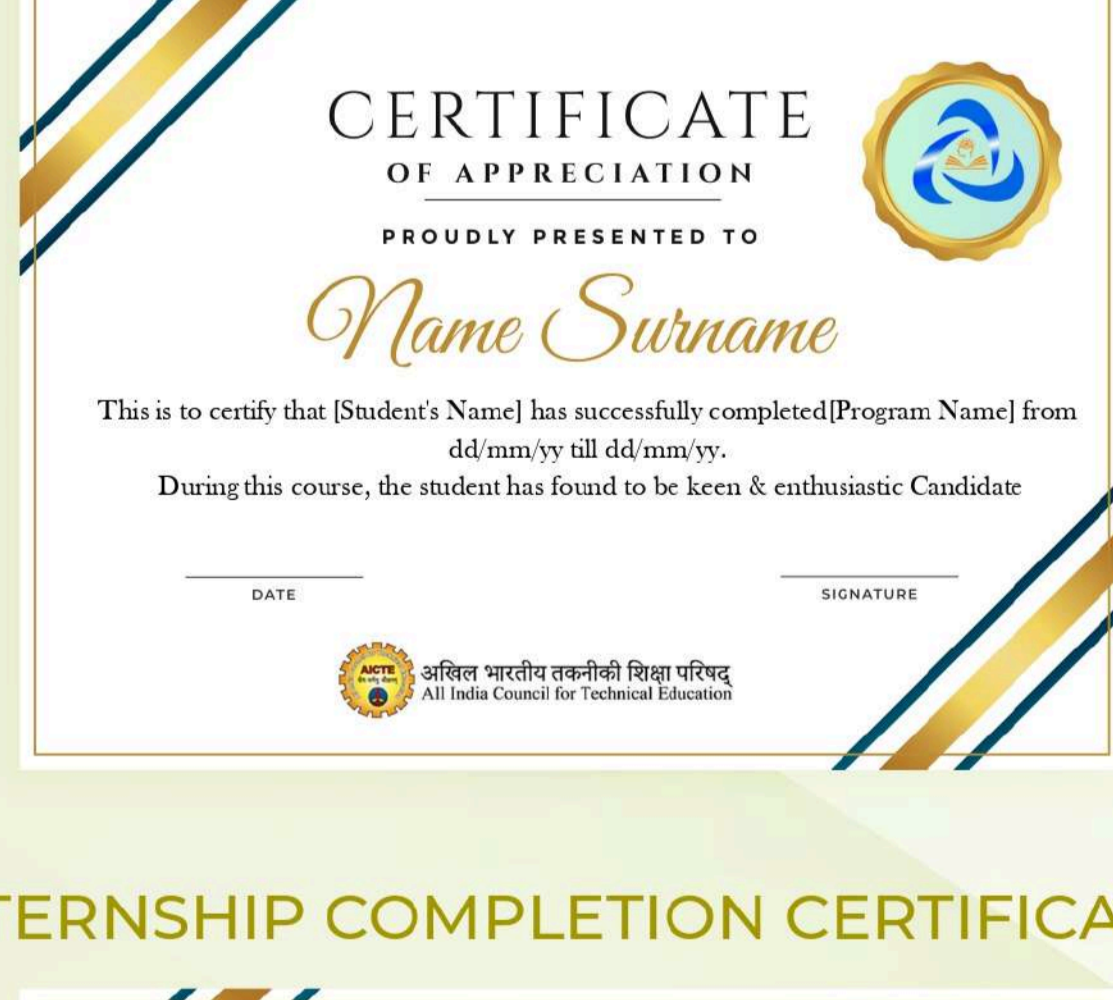 CERTIFICATE
OF APPRECIATION
PROUDLY PRESENTED TO
Name Surname
This is to certify that [Student's Name] has successfully completed[Program Name] from
dd/mm/yy till dd/mm/yy.
During this course, the student has found to be keen & enthusiastic Candidate
DATE
SIGNATURE
AICTE
अखिल भारतीय तकनीकी शिक्षा परिषद्
All India Council for Technical Education
TERNSHIP COMPLETION CERTIFICA